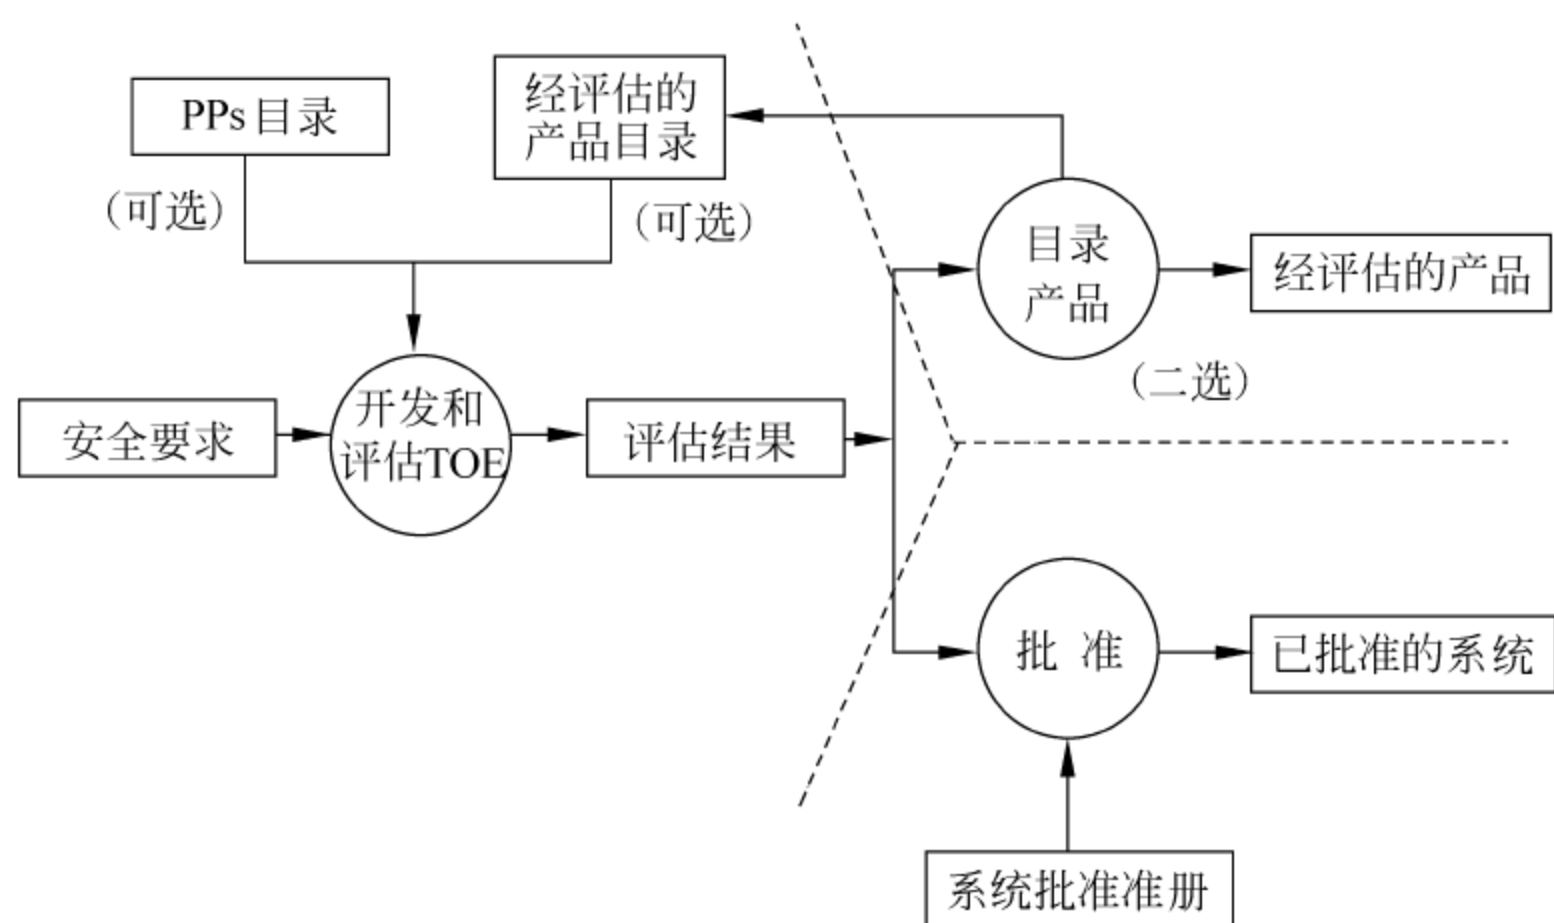 PPs目录
经评估的
产品目录
(可选)
(可选)
目录
产品
经评估的产品
(二选)
安全要求
开发和
评估TOE
评估结果
批 准
已批准的系统
系统批准准册